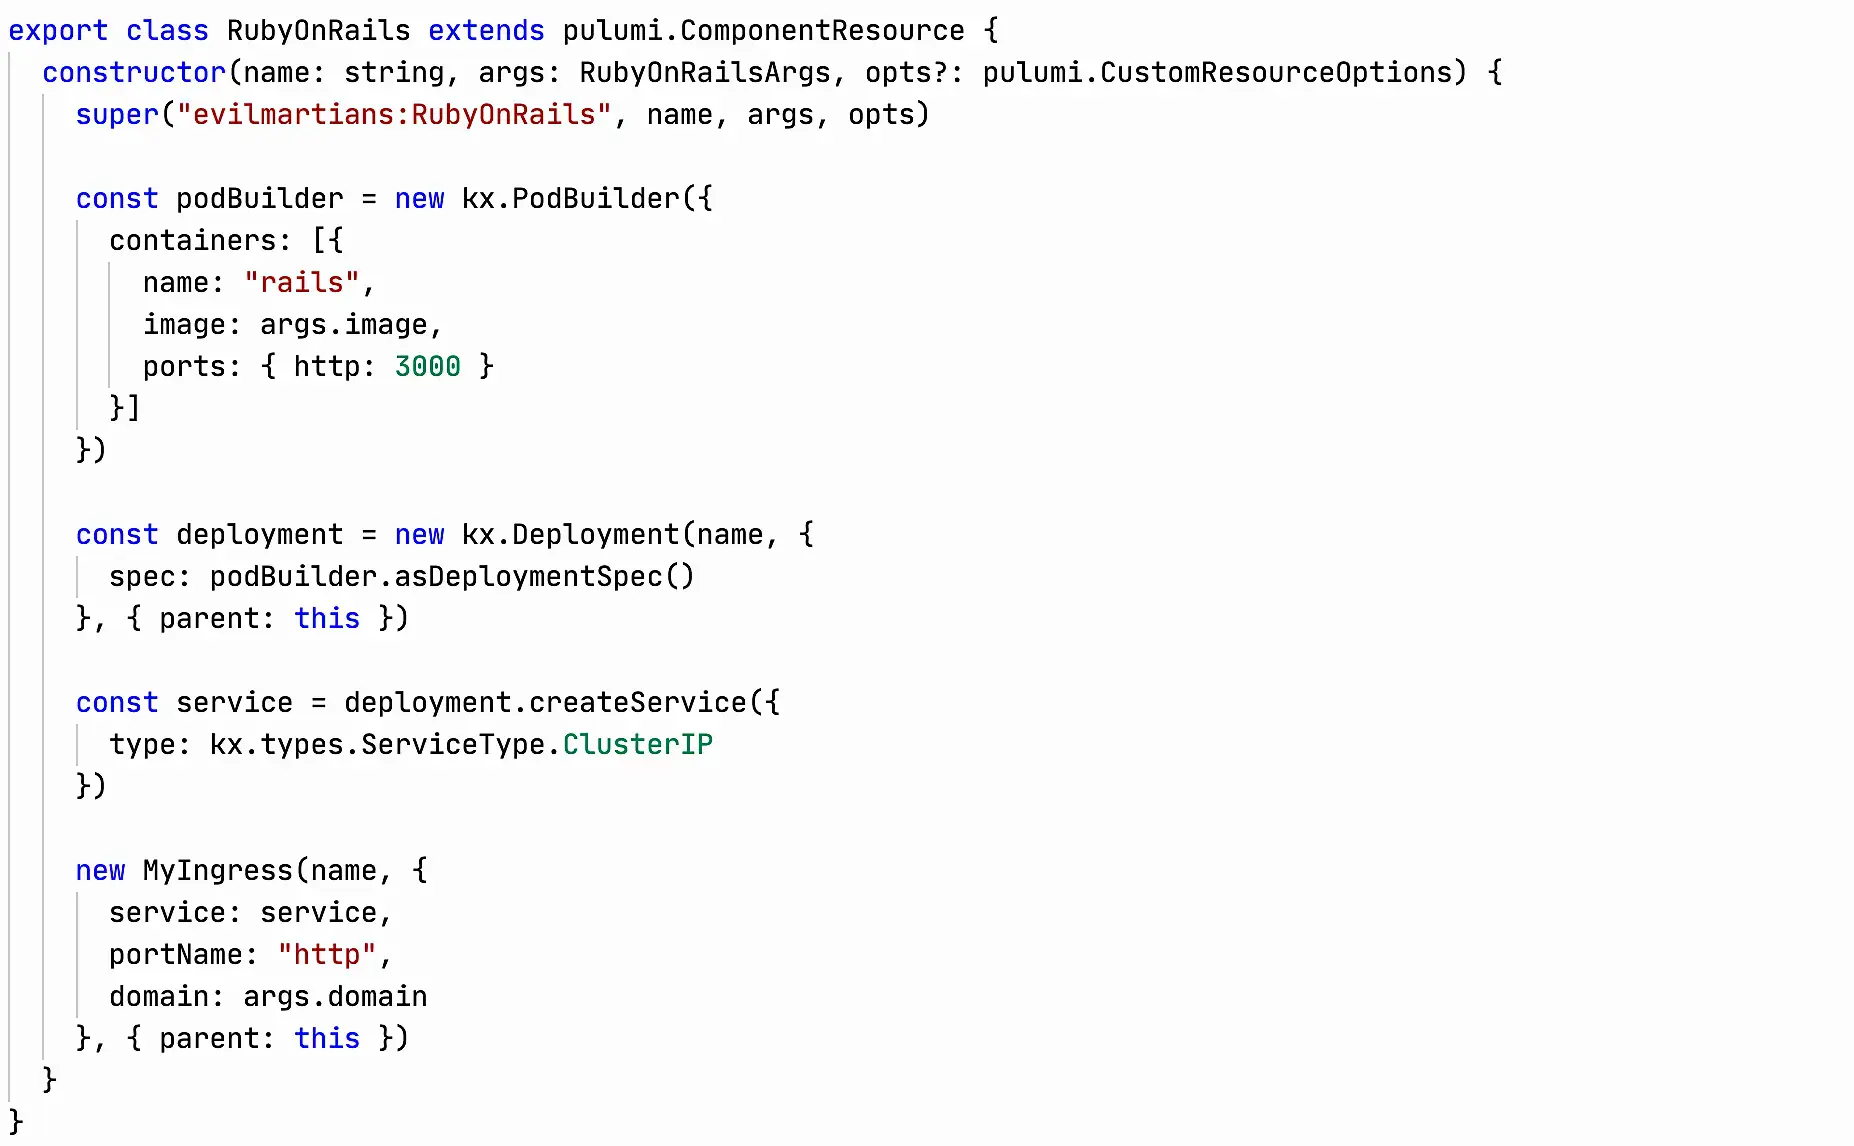 export class RubyOnRails extends pulumi.ComponentResource {
  constructor(name: string, args: RubyOnRailsArgs, opts?: pulumi.CustomResourceOptions) {
    super("evilmartians:RubyOnRails", name, args, opts)

    const podBuilder = new kx.PodBuilder({
      containers: [{
        name: "rails",
        image: args.image,
        ports: { http: 3000 }
      }]
    })

    const deployment = new kx.Deployment(name, {
      spec: podBuilder.asDeploymentSpec()
    }, { parent: this })

    const service = deployment.createService({
      type: kx.types.ServiceType.ClusterIP
    })

    new MyIngress(name, {
      service: service,
      portName: "http",
      domain: args.domain
    }, { parent: this })
  }
}